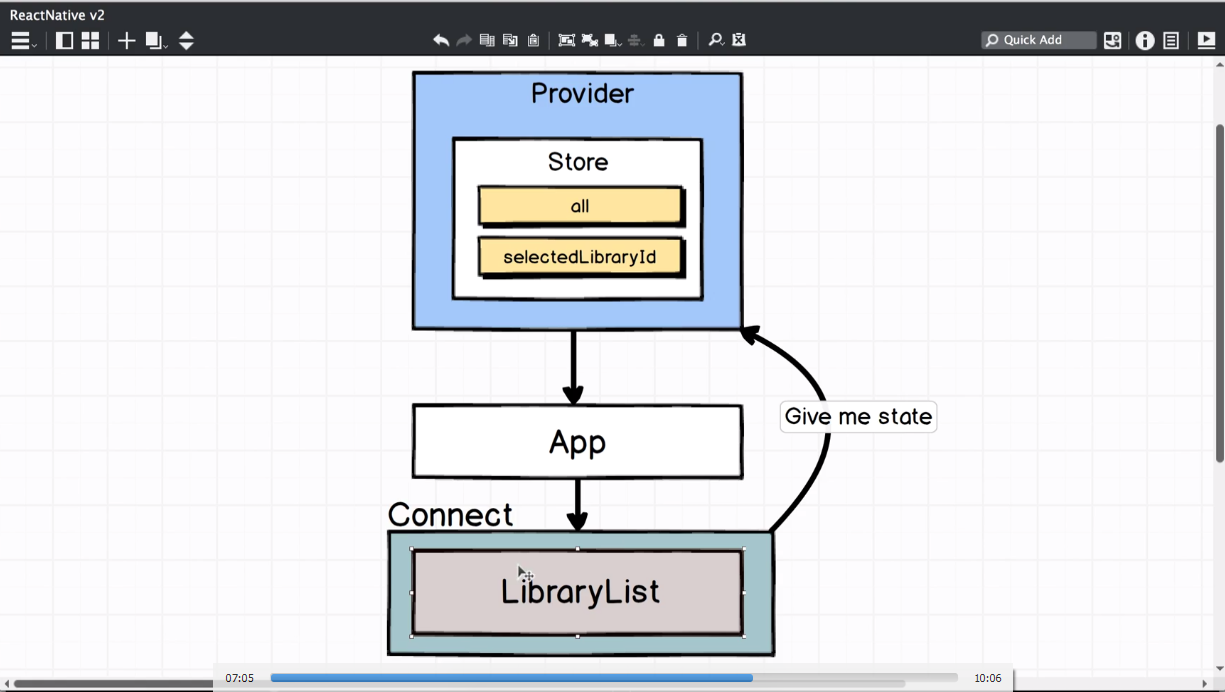 ReactNative v2
Quick Add
Provider
Store
all
selectedLibraryId
Give me state
App
Connect
LibraryList
07:05
10:06